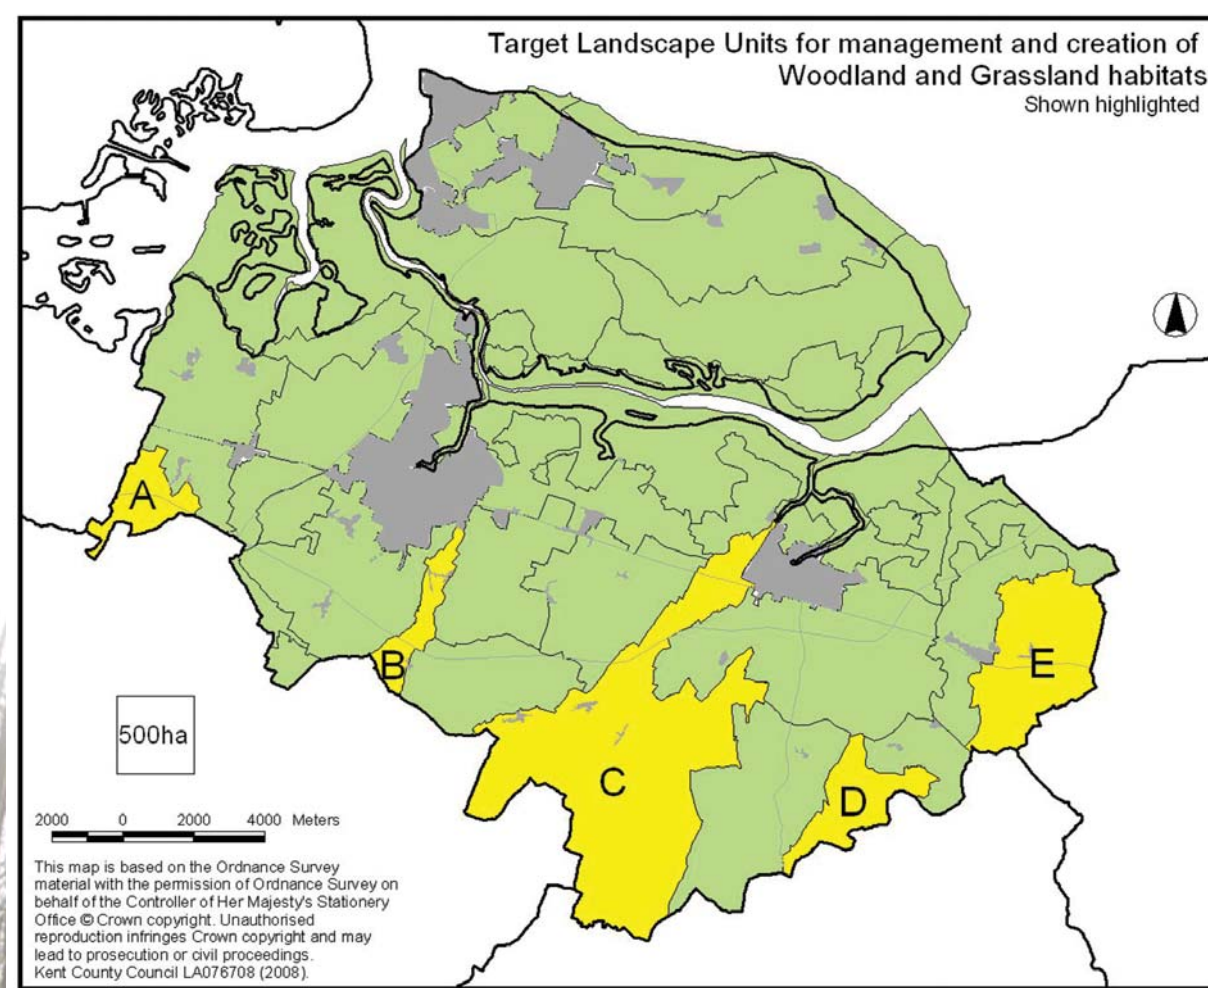 Target Landscape Units for management and creation of
Woodland and Grassland habitats
Shown highlighted
A
B
C
D
E
500ha
2000 0 2000 4000 Meters
This map is based on the Ordnance Survey
material with the permission of Ordnance Survey on
behalf of the Controller of Her Majesty's Stationery
Office © Crown copyright. Unauthorised
reproduction infringes Crown copyright and may
lead to prosecution or civil proceedings.
Kent County Council LA076708 (2008).